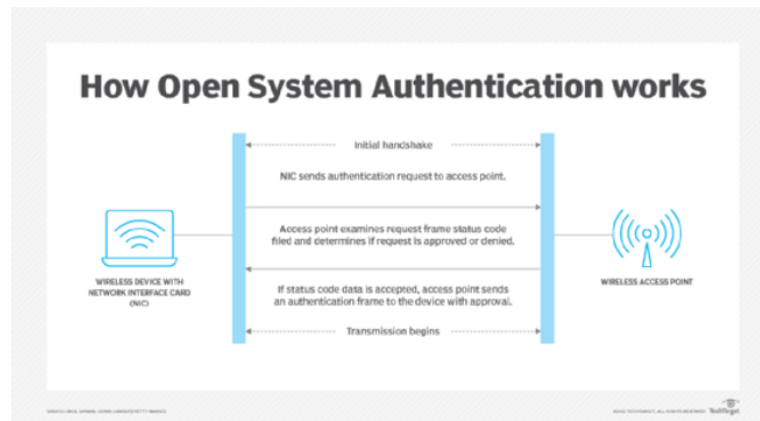 How Open System Authentication works
Initial handshake
NIC sends authentication request to access point.
Access point examines request frame status code
filed and determines if request is approved or denied.
WIRELESS DEVICE WITH
NETWORK INTERFACE CARD
(NIC)
WIRELESS ACCESS POINT
If status code data is accepted, access point sends
an authentication frame to the device with approval.
Transmission begins
ALL RIGHTS RESERVED
TechTarget